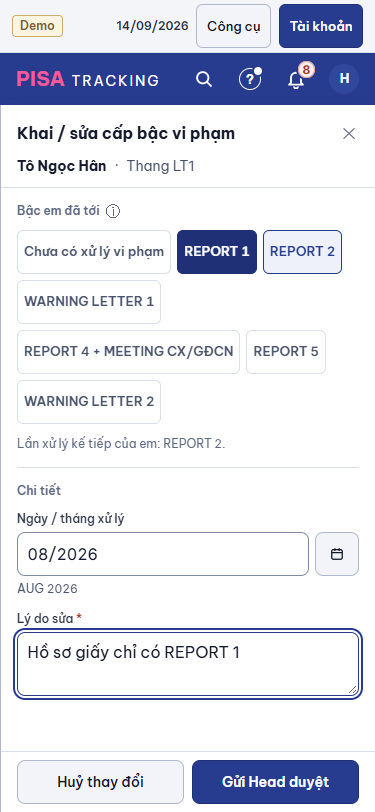 Demo 14/09/2026 Công cụ Tài khoản
PISA TRACKING ? 8 H
Khai / sửa cấp bậc vi phạm
Tô Ngọc Hân · Thang LT1
Bậc em đã tới
Chưa có xử lý vi phạm REPORT 1 REPORT 2
WARNING LETTER 1
REPORT 4 + MEETING CX/GĐCN REPORT 5
WARNING LETTER 2
Lần xử lý kế tiếp của em: REPORT 2.
Chi tiết
Ngày / tháng xử lý
08/2026
AUG 2026
Lý do sửa *
Hồ sơ giấy chỉ có REPORT 1
Huỷ thay đổi Gửi Head duyệt